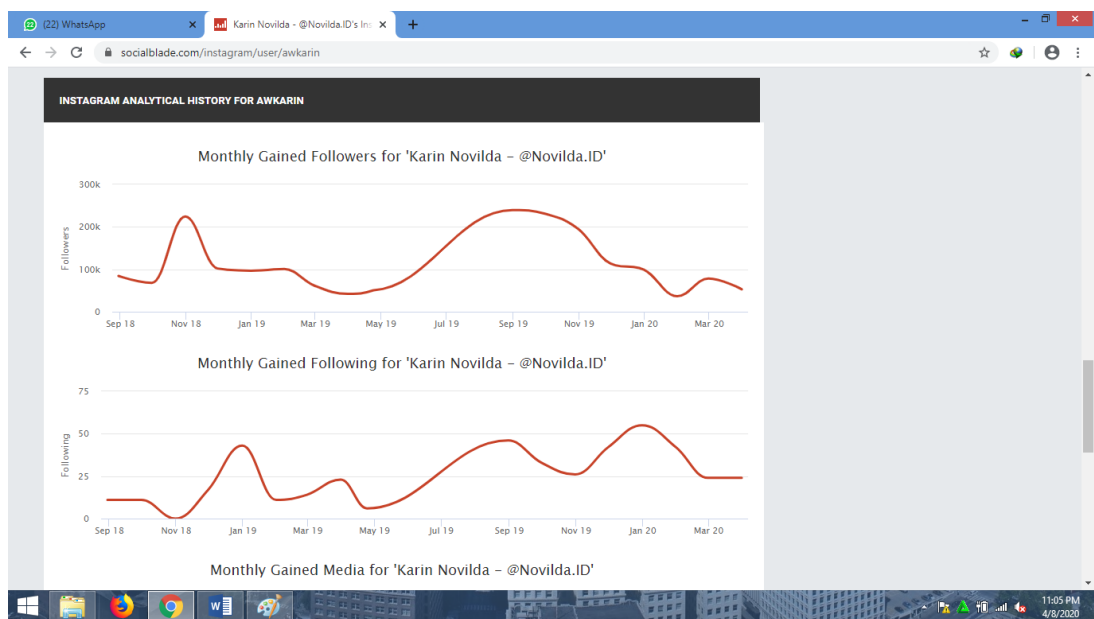 22
(22) WhatsApp
Karin Novilda - @Novilda.ID's Ins
socialblade.com/instagram/user/awkarin
INSTAGRAM ANALYTICAL HISTORY FOR AWKARIN
Monthly Gained Followers for 'Karin Novilda - @Novilda.ID'
300k
200k
100k
0
Followers
Sep 18 Nov 18 Jan 19 Mar 19 May 19 Jul 19 Sep 19 Nov 19 Jan 20 Mar 20
Monthly Gained Following for 'Karin Novilda - @Novilda.ID'
75
50
25
0
Following
Sep 18 Nov 18 Jan 19 Mar 19 May 19 Jul 19 Sep 19 Nov 19 Jan 20 Mar 20
Monthly Gained Media for 'Karin Novilda - @Novilda.ID'
11:05 PM
4/8/2020